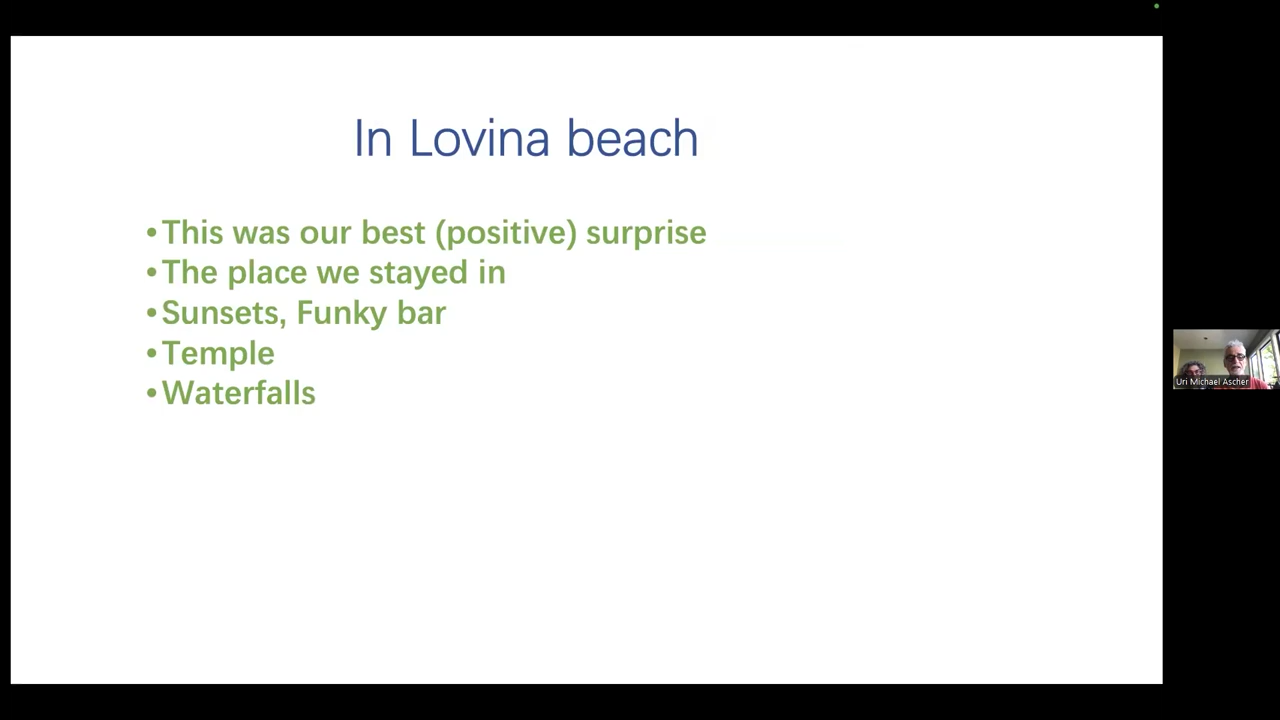 In Lovina beach
•This was our best (positive) surprise
•The place we stayed in
•Sunsets, Funky bar
•Temple
•Waterfalls
Uri Michael Ascher